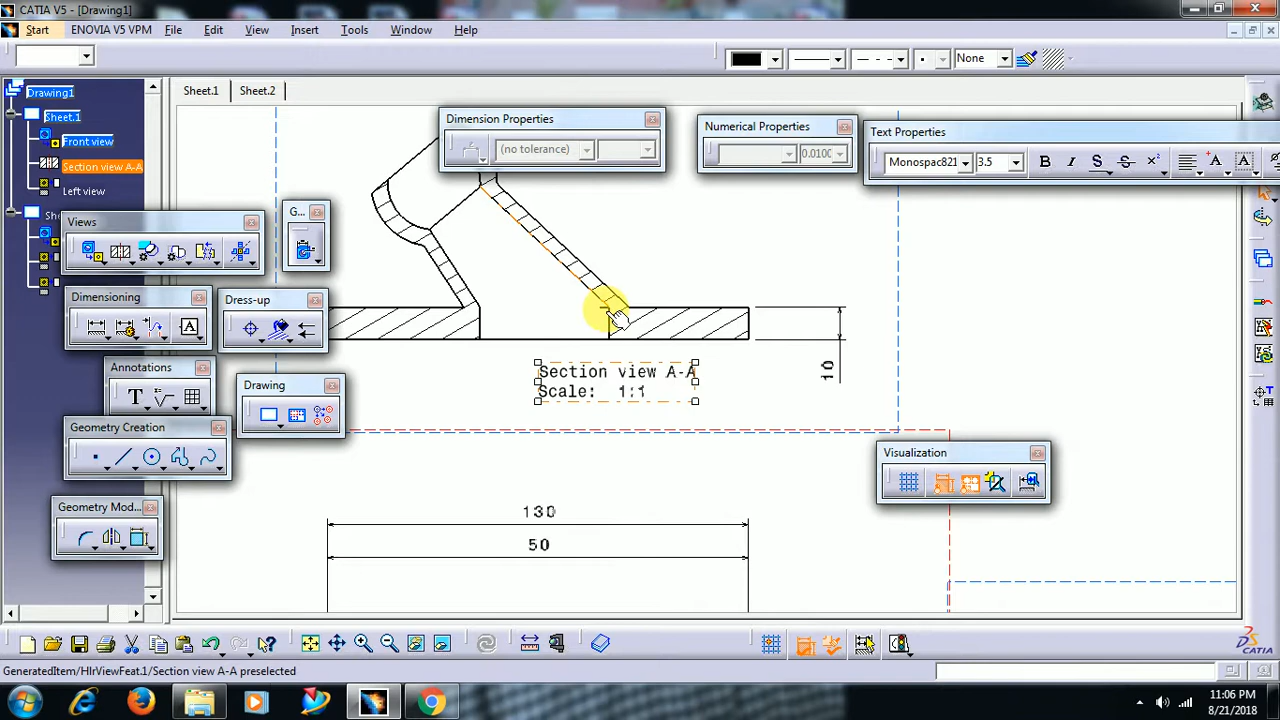 CATIA V5 - [Drawing1]
Start ENOVIA V5 VPM File Edit View Insert Tools Window Help
None
Sheet.1 Sheet.2
Drawing1
Sheet.1
Front view
Section view A-A
Left view
Dimension Properties
(no tolerance)
Numerical Properties
0.0100
Text Properties
Monospac821 3.5
Views
G...
Dimensioning
Dress-up
Annotations
Drawing
Geometry Creation
Geometry Mod...
Section view A-A
Scale: 1:1
10
Visualization
130
50
GeneratedItem/HlrViewFeat.1/Section view A-A preselected
CATIA
11:06 PM
8/21/2018